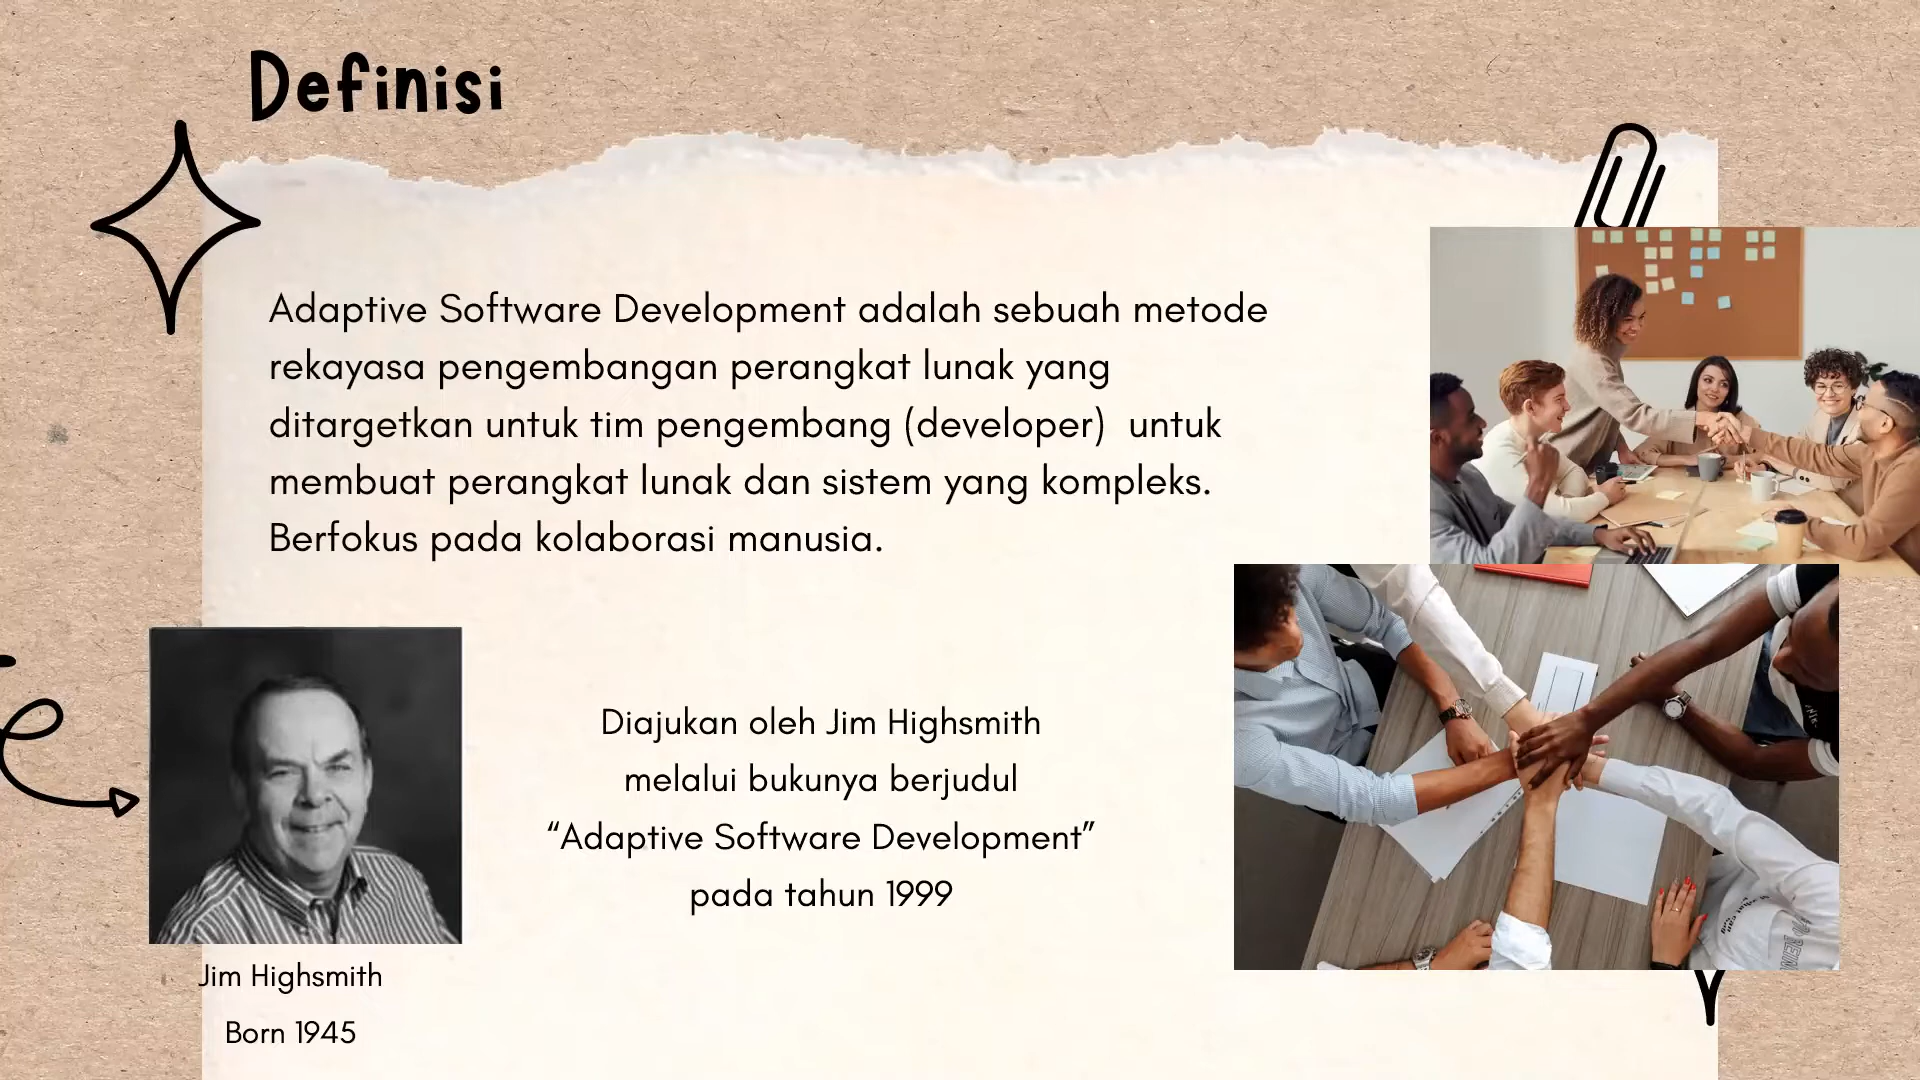 Definisi
Adaptive Software Development adalah sebuah metode
rekayasa pengembangan perangkat lunak yang
ditargetkan untuk tim pengembang (developer)  untuk
membuat perangkat lunak dan sistem yang kompleks.
Berfokus pada kolaborasi manusia.
Diajukan oleh Jim Highsmith
melalui bukunya berjudul
“Adaptive Software Development”
pada tahun 1999
Jim Highsmith
Born 1945